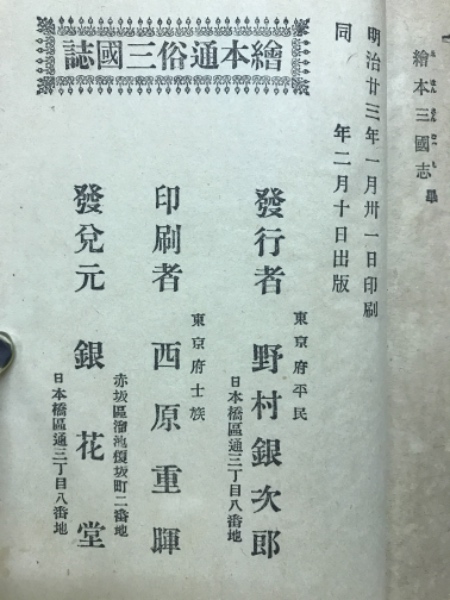 繪本三國志 畢
明治廿三年一月卅一日印刷
同 年二月十日出版
繪本通俗三國誌
東京府平民
發行者 野村銀次郎
日本橋區通三丁目八番地
東京府士族
印刷者 西原重暉
赤坂區溜池榎坂町二番地
發兌元 銀花堂
日本橋區通三丁目八番地